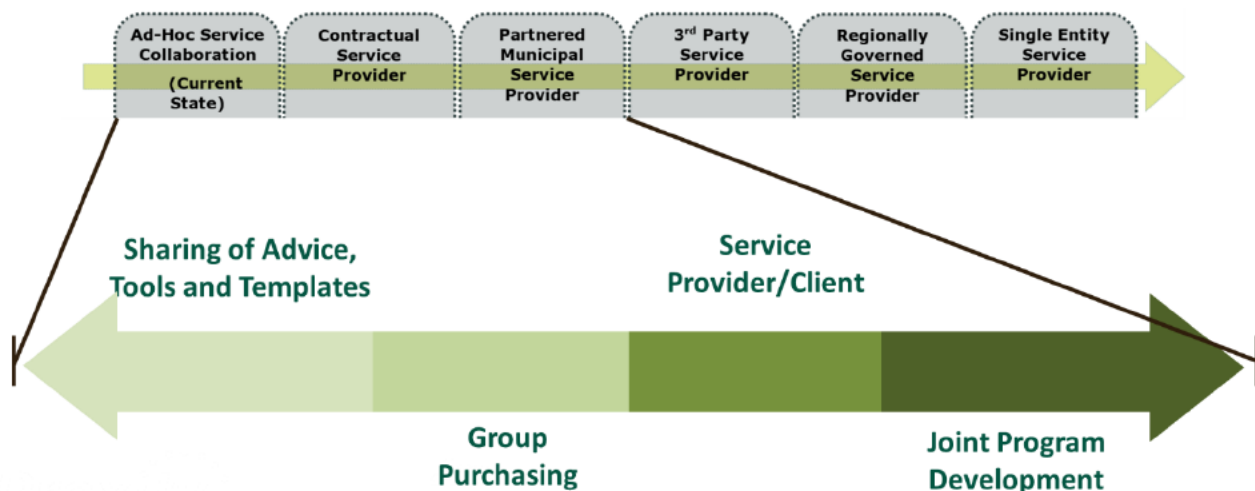 Ad-Hoc Service
Collaboration
(Current
State)
Contractual
Service
Provider
Partnered
Municipal
Service
Provider
3rd Party
Service
Provider
Regionally
Governed
Service
Provider
Single Entity
Service
Provider
Sharing of Advice,
Tools and Templates
Service
Provider/Client
Group
Purchasing
Joint Program
Development